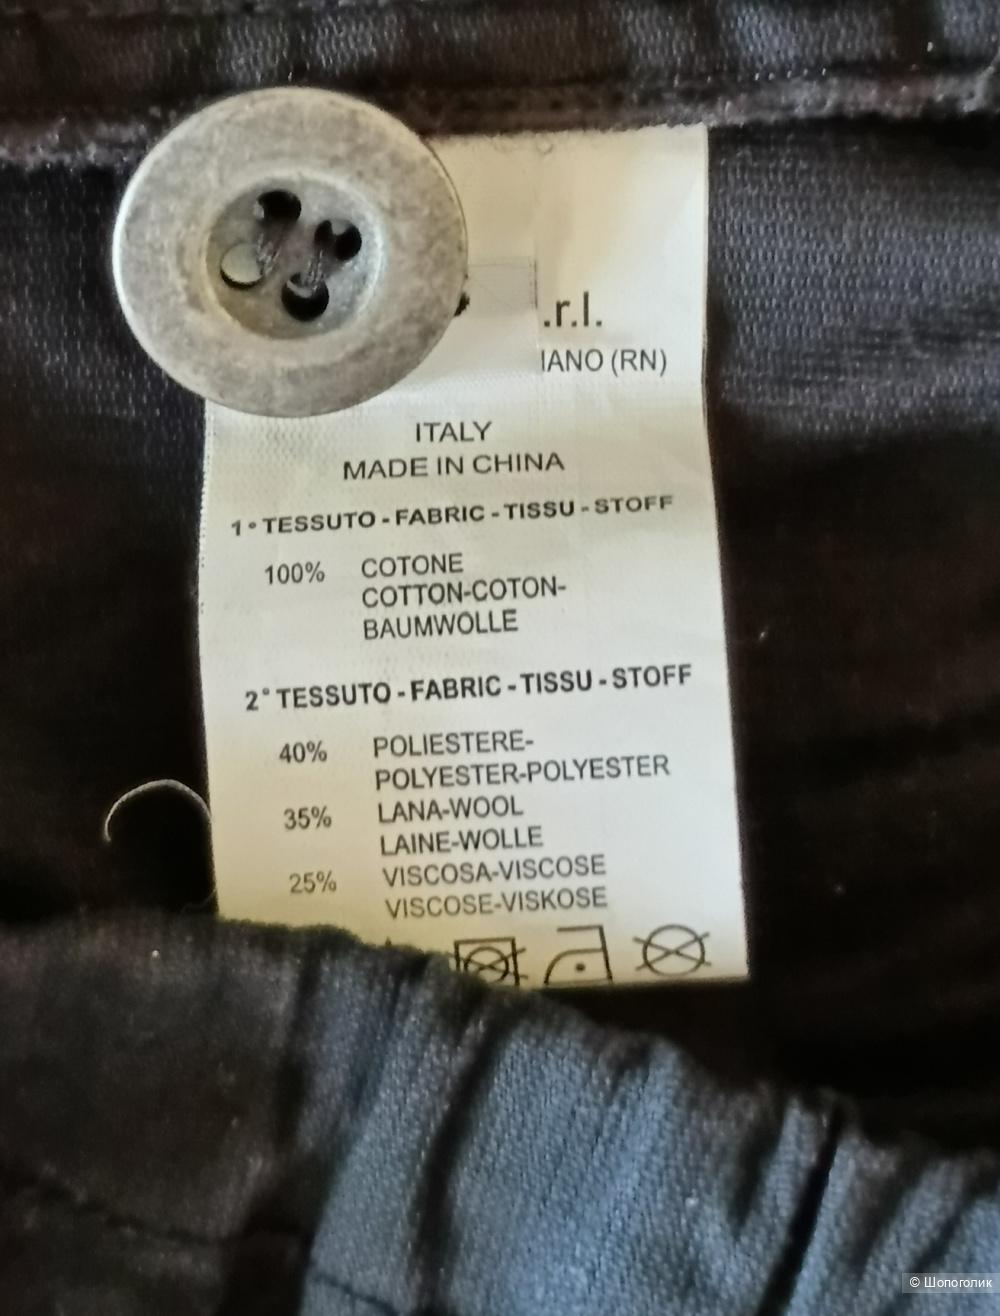 .r.l.
IANO (RN)
ITALY
MADE IN CHINA
1° TESSUTO - FABRIC - TISSU - STOFF
100% COTONE
COTTON-COTON-
BAUMWOLLE
2° TESSUTO - FABRIC - TISSU - STOFF
40% POLIESTERE-
POLYESTER-POLYESTER
35% LANA-WOOL
LAINE-WOLLE
25% VISCOSA-VISCOSE
VISCOSE-VISKOSE
© Шопоголик